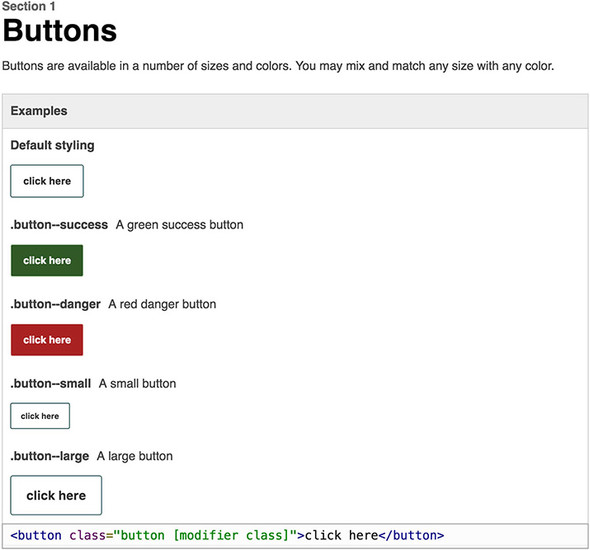 Section 1
Buttons
Buttons are available in a number of sizes and colors. You may mix and match any size with any color.
Examples
Default styling
click here
.button--success A green success button
click here
.button--danger A red danger button
click here
.button--small A small button
click here
.button--large A large button
click here
<button class="button [modifier class]">click here</button>